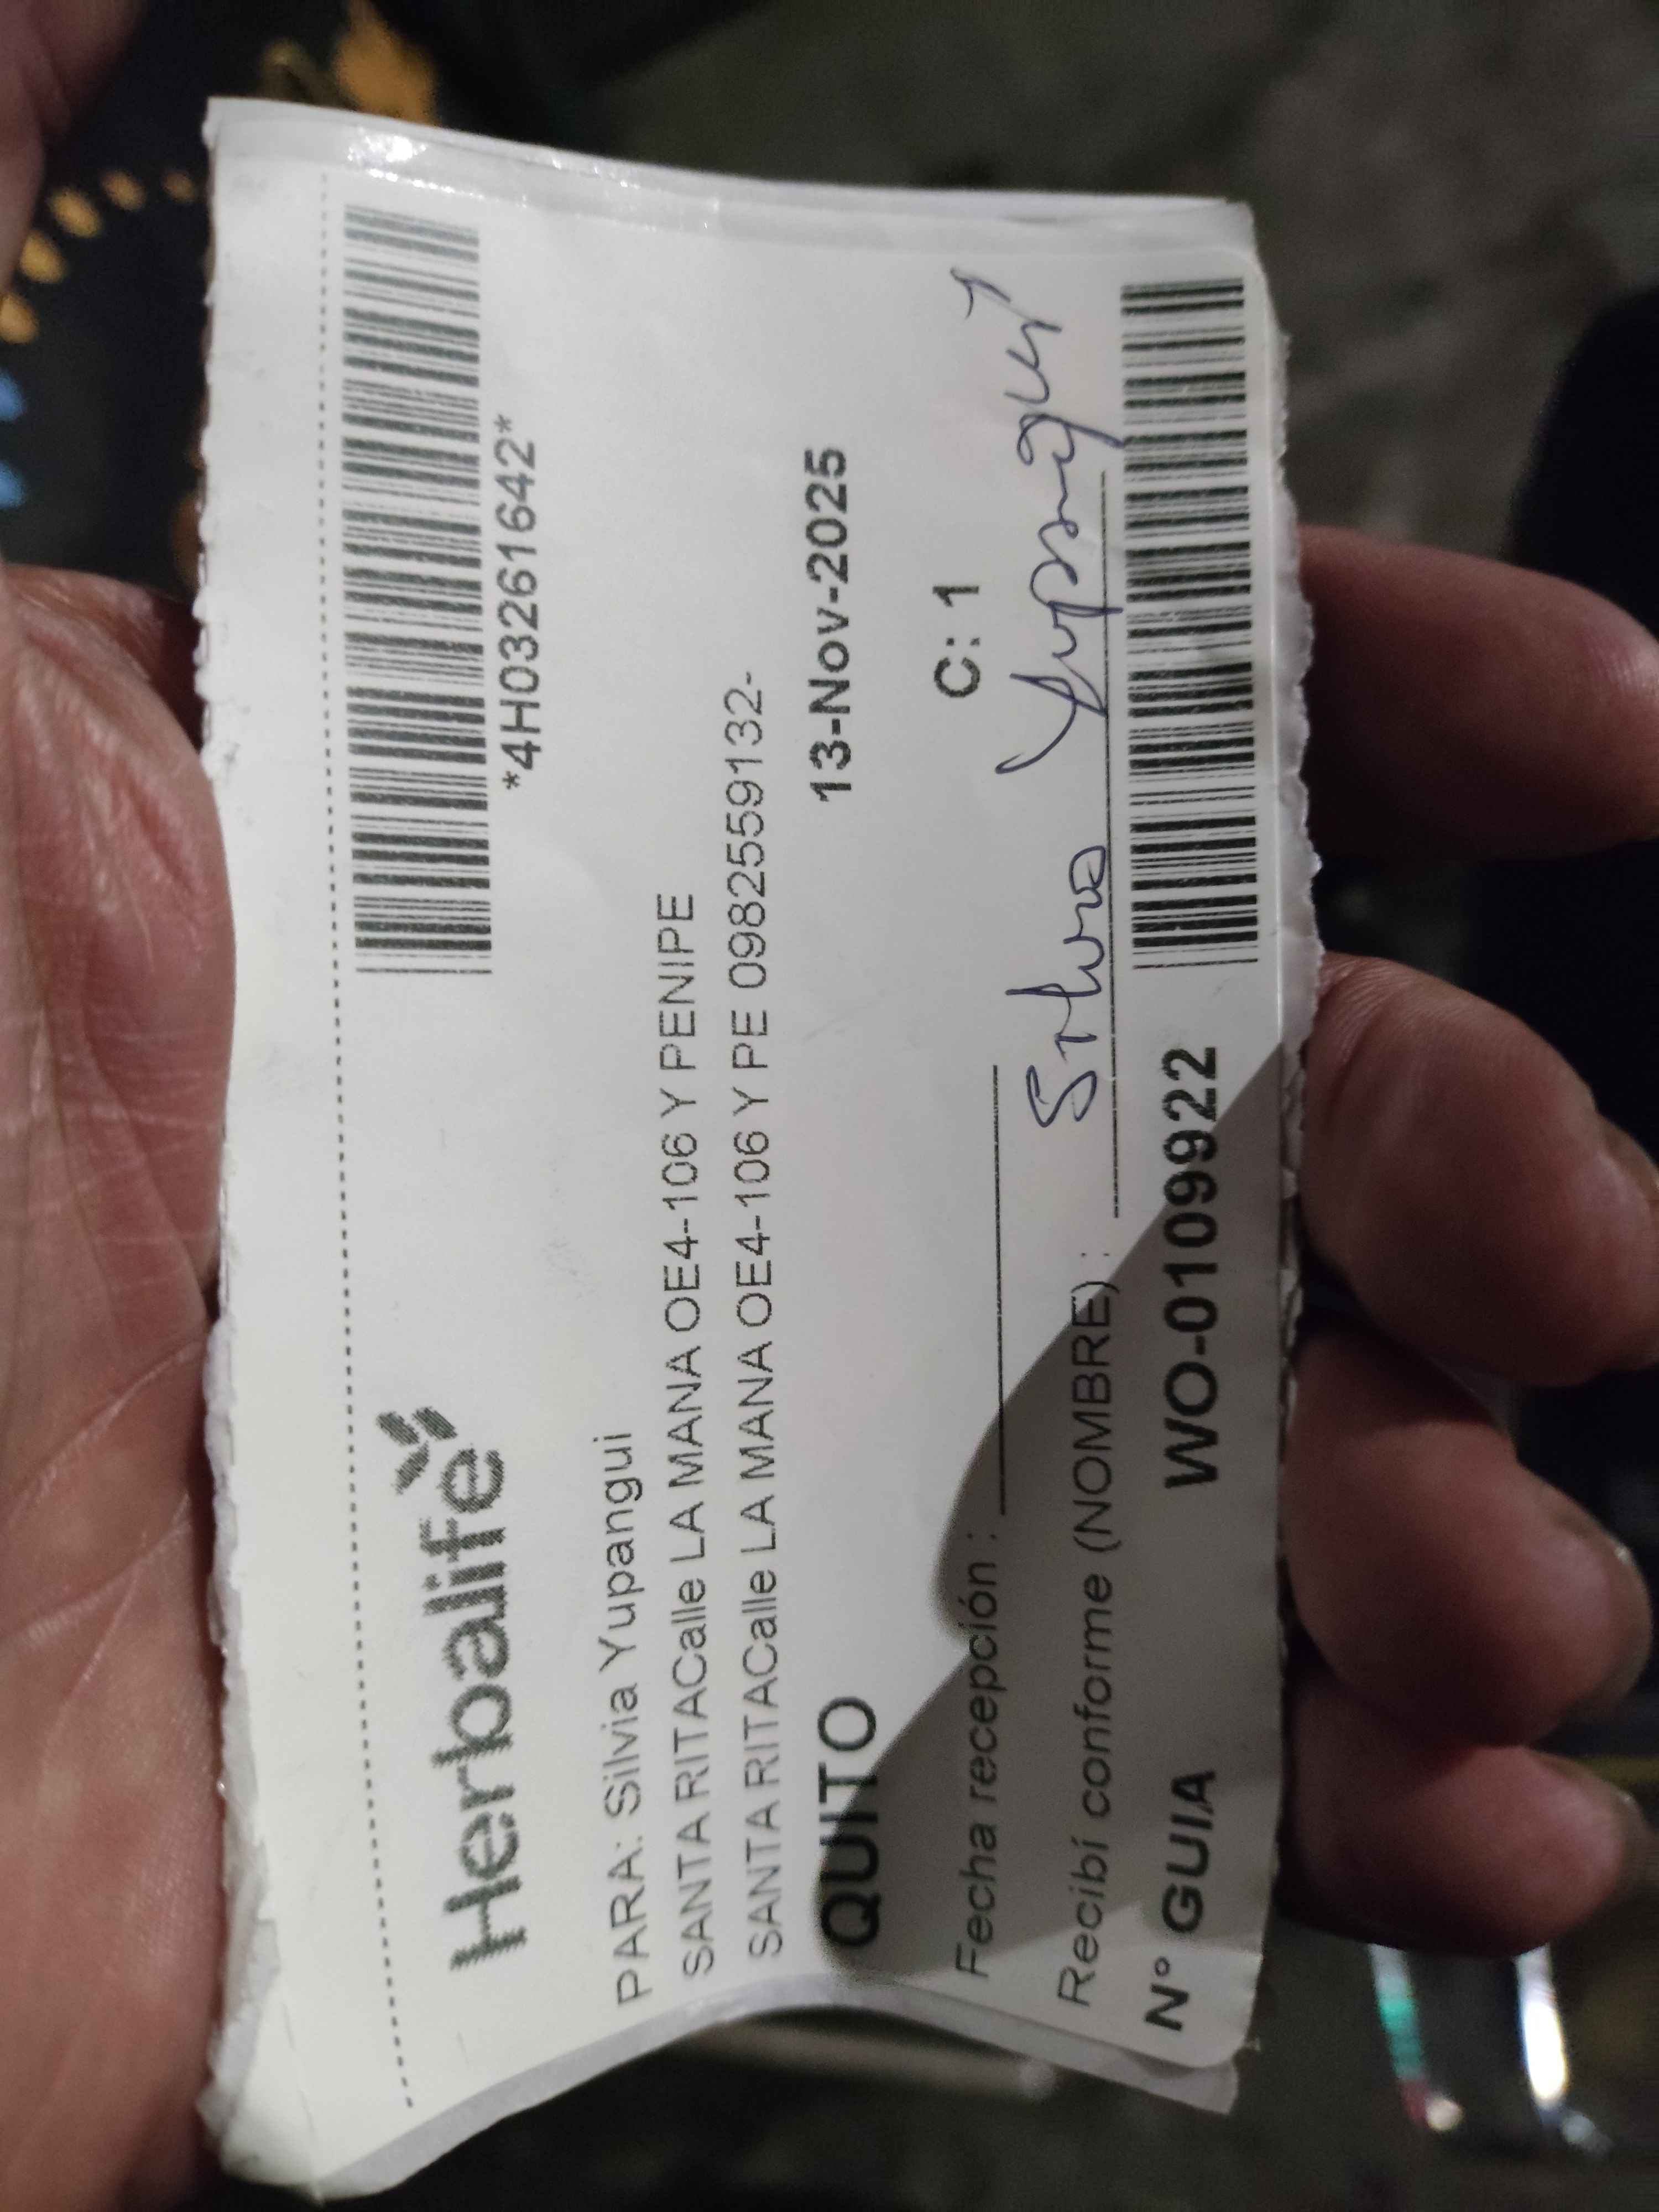 Herbalife
*4H03261642*
PARA: Silvia Yupangui
SANTA RITACalle LA MANA OE4-106 Y PENIPE
SANTA RITACalle LA MANA OE4-106 Y PE 0982559132-
QUITO 13-Nov-2025
Fecha recepción : C: 1
Recibí conforme (NOMBRE) : Silvia Yupangui
N° GUIA WO-0109922